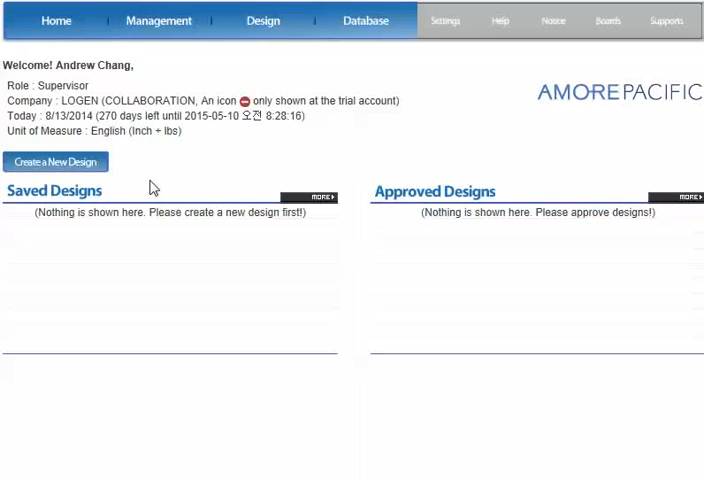 Home Management Design Database Settings Help Notice Boards Supports
Welcome! Andrew Chang,
Role : Supervisor
Company : LOGEN (COLLABORATION, An icon only shown at the trial account)
Today : 8/13/2014 (270 days left until 2015-05-10 오전 8:28:16)
Unit of Measure : English (Inch + lbs)
AMOREPACIFIC
Create a New Design
Saved Designs
MORE
(Nothing is shown here. Please create a new design first!)
Approved Designs
MORE
(Nothing is shown here. Please approve designs!)